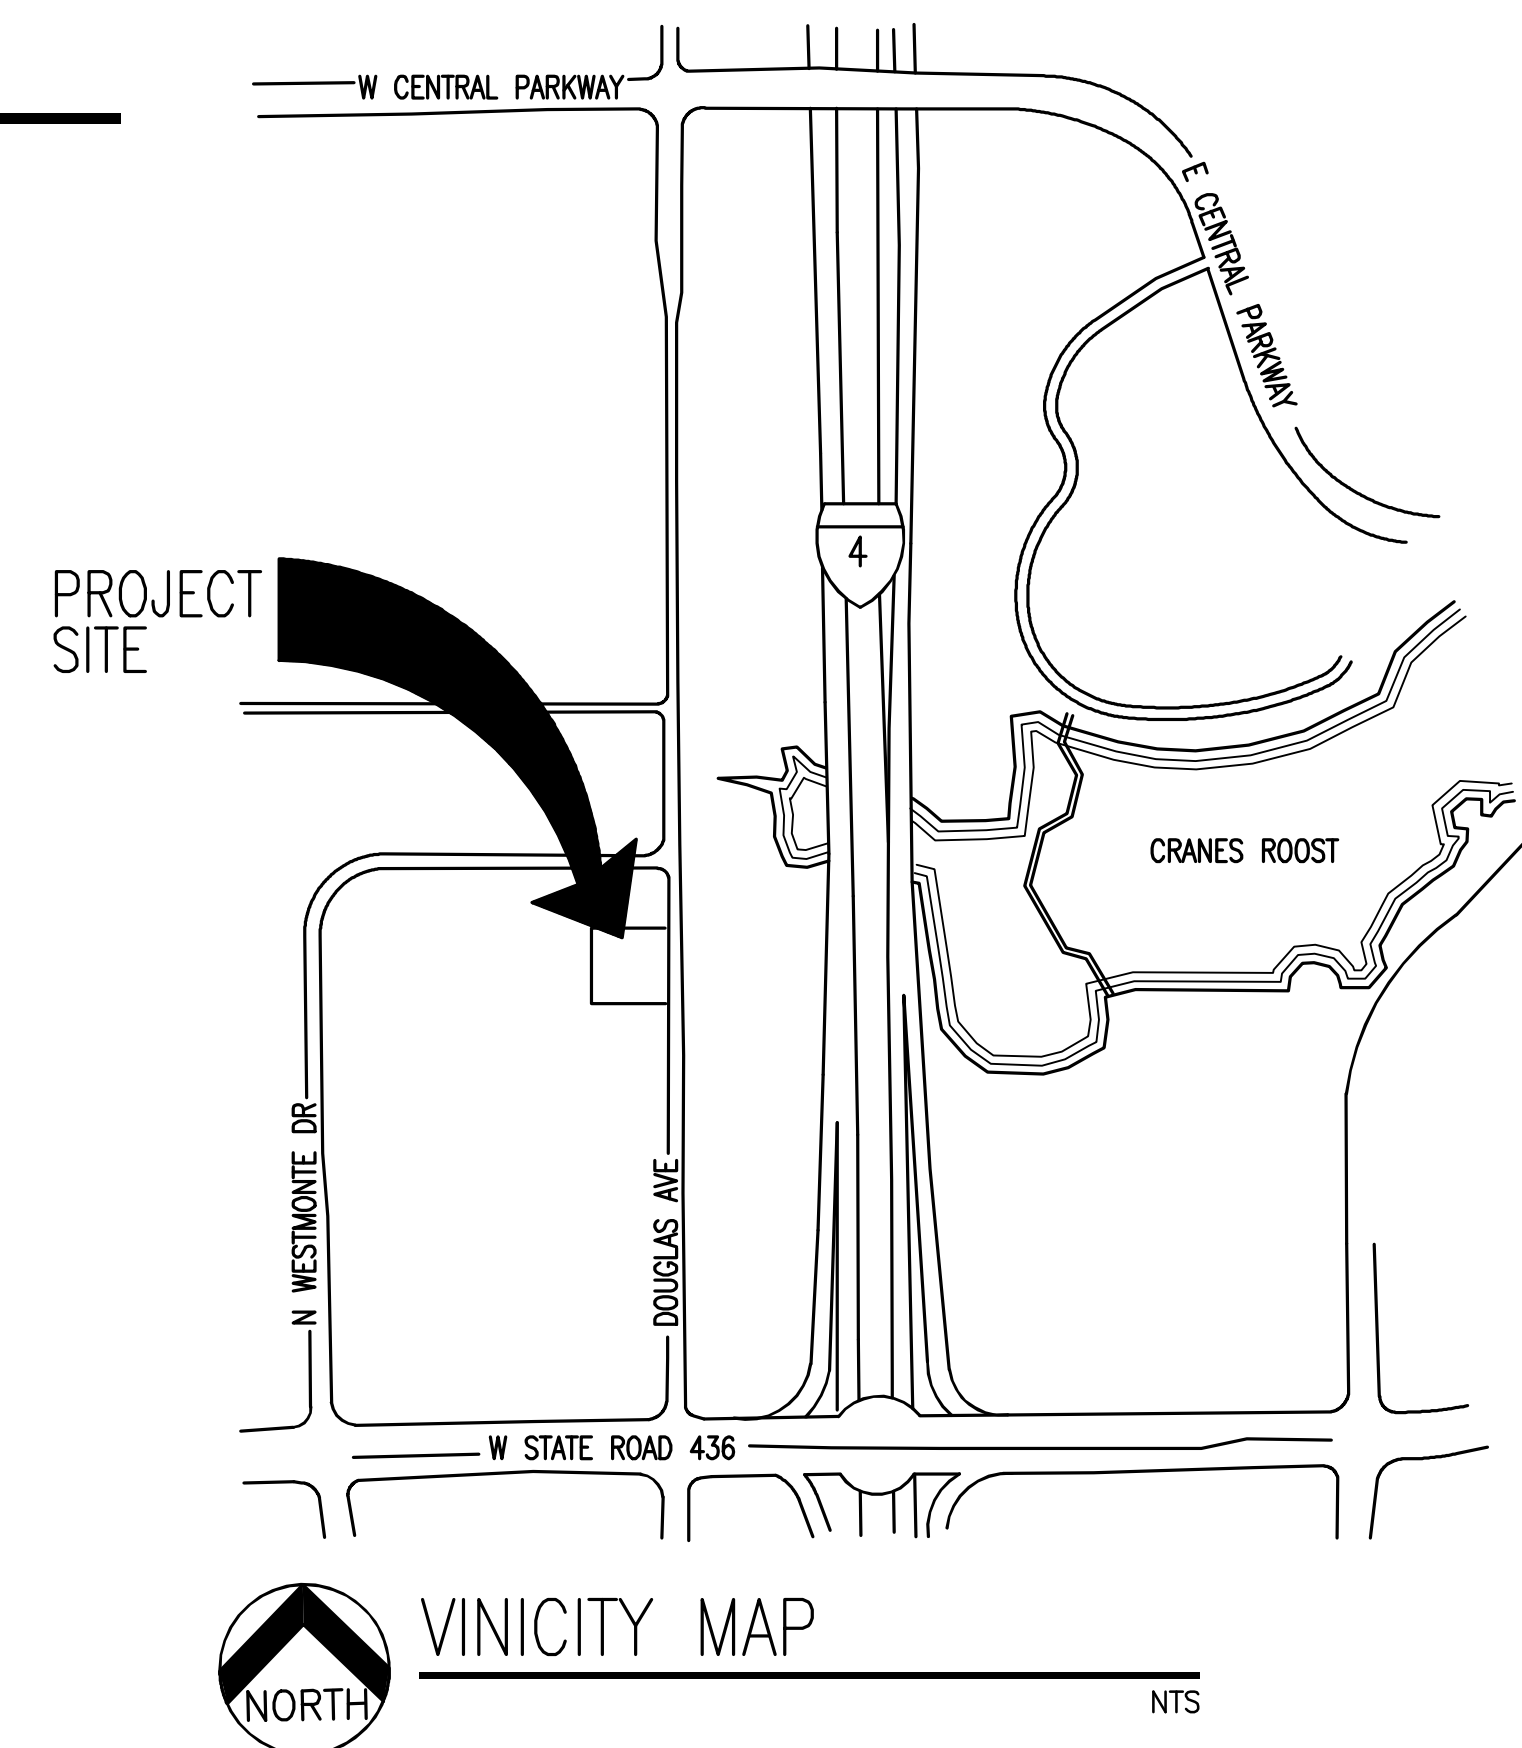 W CENTRAL PARKWAY
E CENTRAL PARKWAY
4
PROJECT
SITE
CRANES ROOST
N WESTMONTE DR
DOUGLAS AVE
W STATE ROAD 436
VINICITY MAP
NORTH
NTS